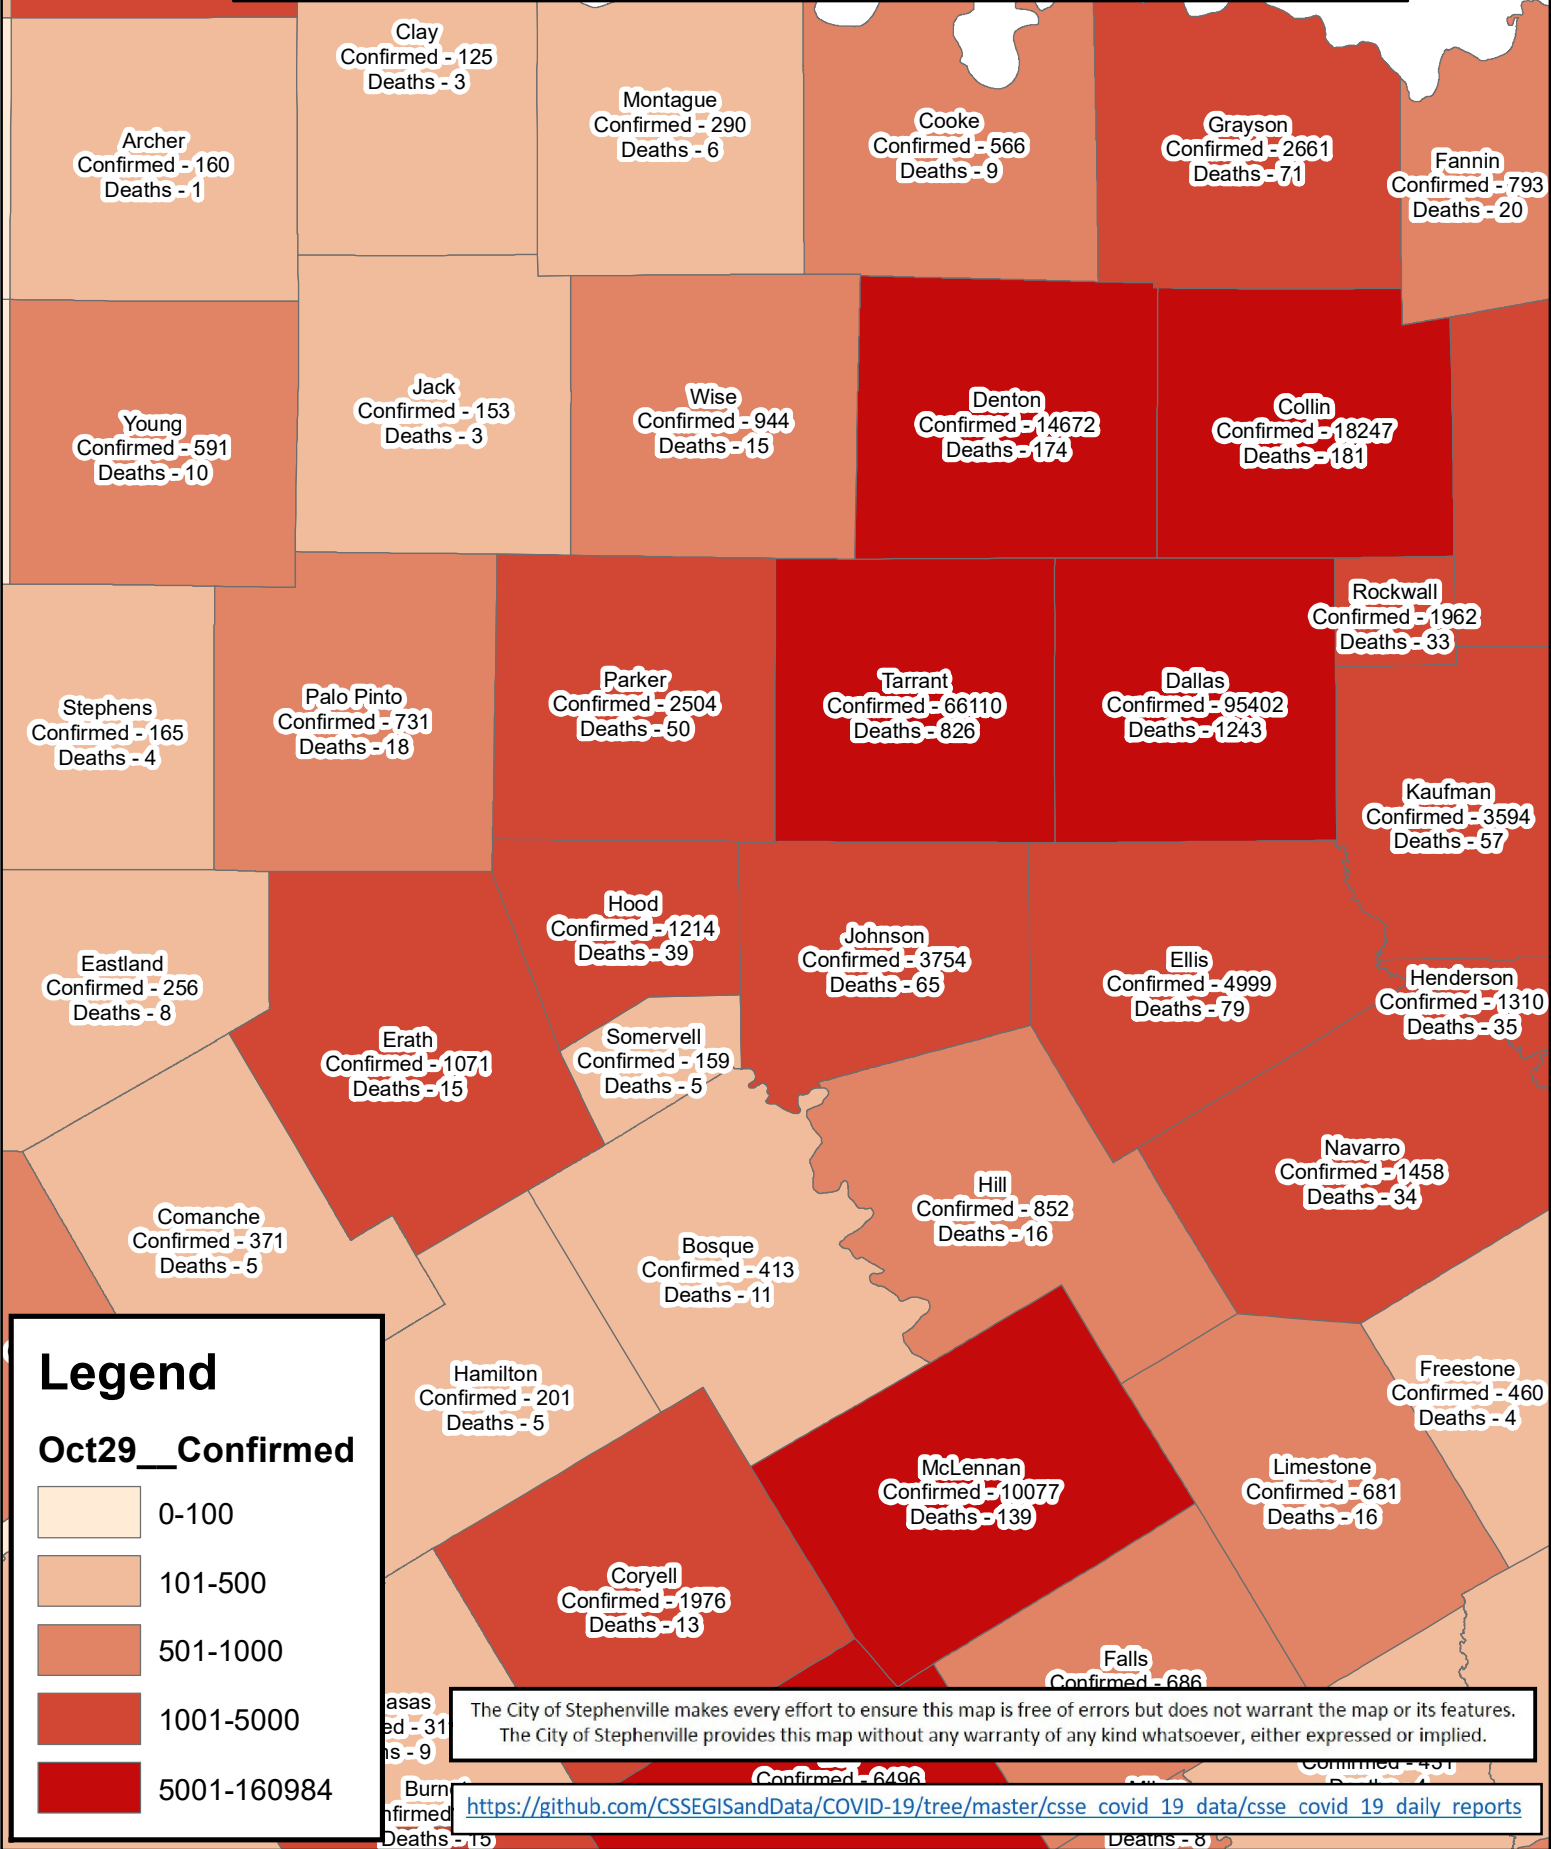 Clay
Confirmed - 125
Deaths - 3
Montague
Confirmed - 290
Deaths - 6
Cooke
Confirmed - 566
Deaths - 9
Grayson
Confirmed - 2661
Deaths - 71
Archer
Confirmed - 160
Deaths - 1
Fannin
Confirmed - 793
Deaths - 20
Young
Confirmed - 591
Deaths - 10
Jack
Confirmed - 153
Deaths - 3
Wise
Confirmed - 944
Deaths - 15
Denton
Confirmed - 14672
Deaths - 174
Collin
Confirmed - 18247
Deaths - 181
Rockwall
Confirmed - 1962
Deaths - 33
Stephens
Confirmed - 165
Deaths - 4
Palo Pinto
Confirmed - 731
Deaths - 18
Parker
Confirmed - 2504
Deaths - 50
Tarrant
Confirmed - 66110
Deaths - 826
Dallas
Confirmed - 95402
Deaths - 1243
Kaufman
Confirmed - 3594
Deaths - 57
Eastland
Confirmed - 256
Deaths - 8
Hood
Confirmed - 1214
Deaths - 39
Johnson
Confirmed - 3754
Deaths - 65
Ellis
Confirmed - 4999
Deaths - 79
Henderson
Confirmed - 1310
Deaths - 35
Erath
Confirmed - 1071
Deaths - 15
Somervell
Confirmed - 159
Deaths - 5
Navarro
Confirmed - 1458
Deaths - 34
Comanche
Confirmed - 371
Deaths - 5
Bosque
Confirmed - 413
Deaths - 11
Hill
Confirmed - 852
Deaths - 16
Hamilton
Confirmed - 201
Deaths - 5
Freestone
Confirmed - 460
Deaths - 4
McLennan
Confirmed - 10077
Deaths - 139
Limestone
Confirmed - 681
Deaths - 16
Coryell
Confirmed - 1976
Deaths - 13
Falls
Confirmed - 686
Legend
Oct29__Confirmed
0-100
101-500
501-1000
1001-5000
5001-160984
asas
ed - 31
ns - 9
The City of Stephenville makes every effort to ensure this map is free of errors but does not warrant the map or its features.
The City of Stephenville provides this map without any warranty of any kind whatsoever, either expressed or implied.
Confirmed - 6496
Burn
nfirmed
Deaths - 15
https://github.com/CSSEGISandData/COVID-19/tree/master/csse_covid_19_data/csse_covid_19_daily_reports
Deaths - 8